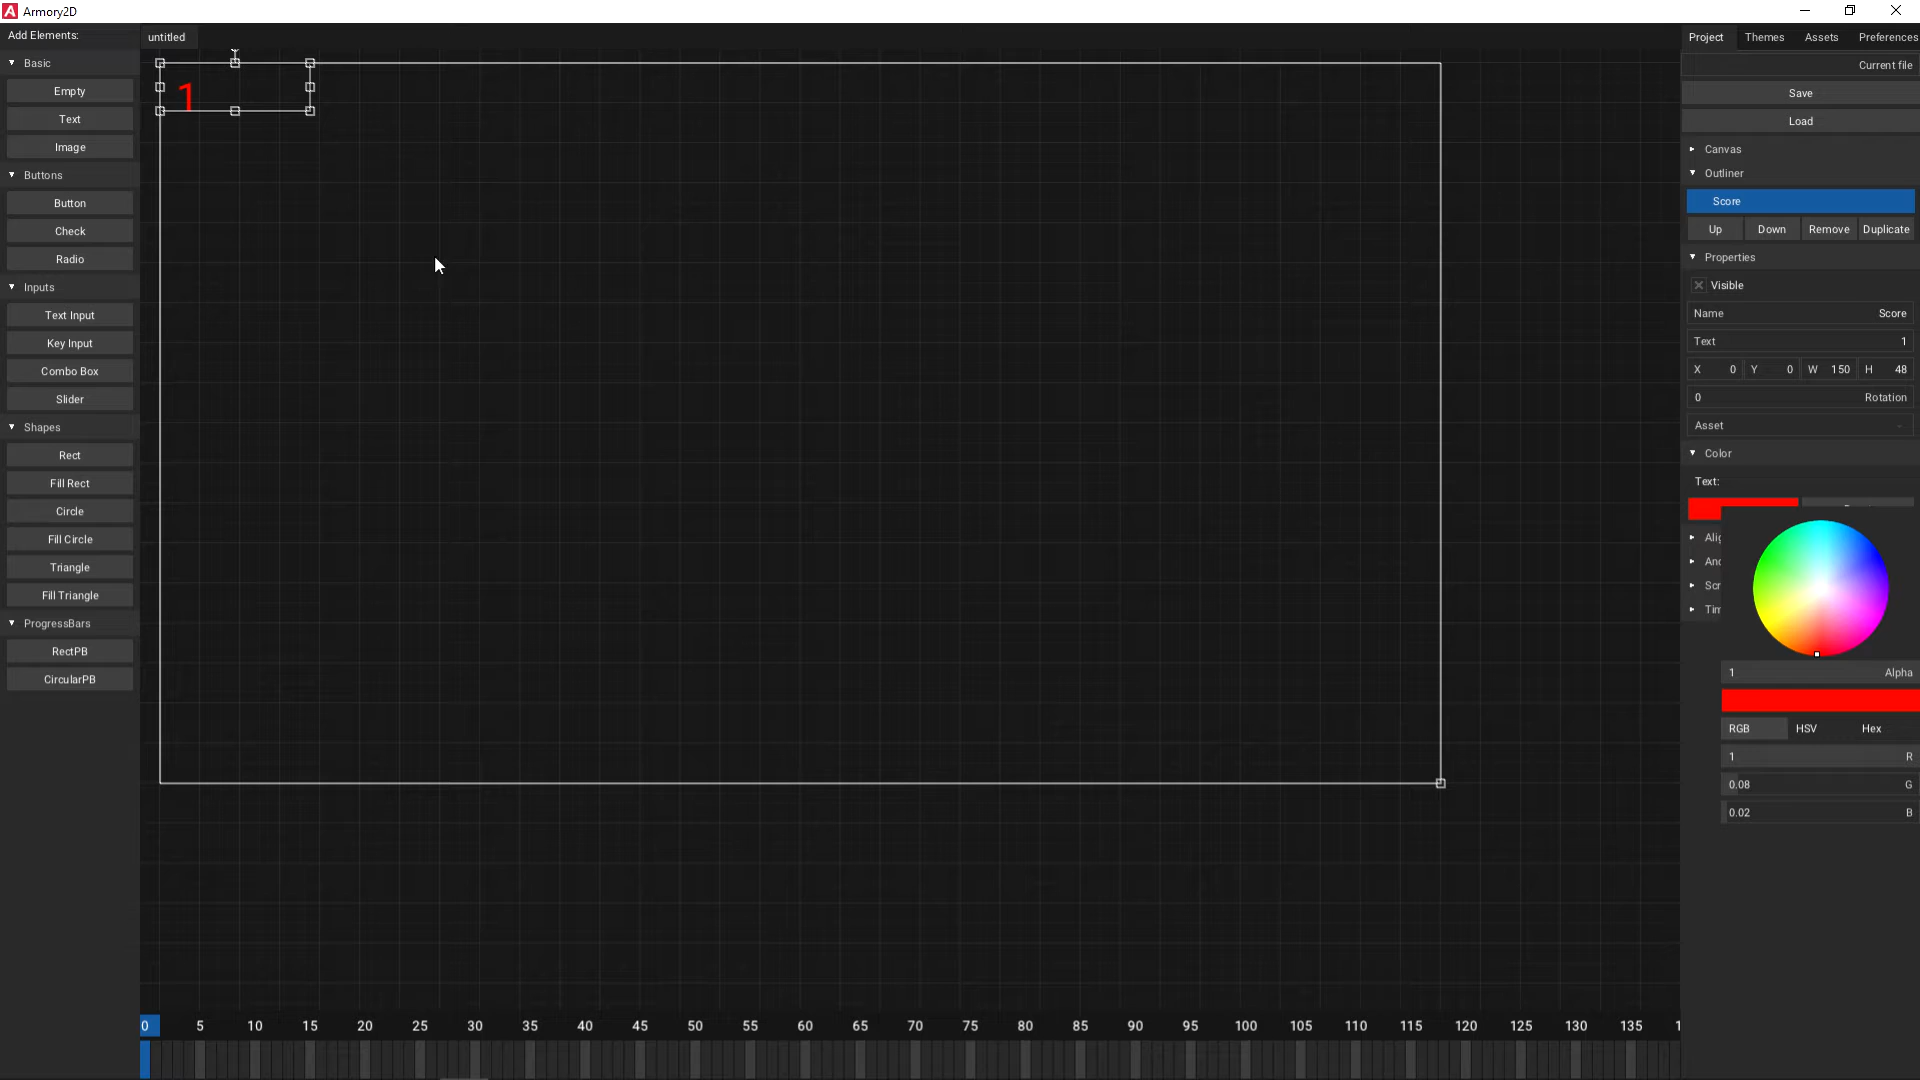 Armory2D
Add Elements:
Basic
Empty
Text
Image
Buttons
Button
Check
Radio
Inputs
Text Input
Key Input
Combo Box
Slider
Shapes
Rect
Fill Rect
Circle
Fill Circle
Triangle
Fill Triangle
ProgressBars
RectPB
CircularPB
untitled
1
0 5 10 15 20 25 30 35 40 45 50 55 60 65 70 75 80 85 90 95 100 105 110 115 120 125 130 135
Project Themes Assets Preferences
Current file
Save
Load
Canvas
Outliner
Score
Up Down Remove Duplicate
Properties
Visible
Name Score
Text 1
X 0 Y 0 W 150 H 48
0 Rotation
Asset
Color
Text:
1 Alpha
RGB HSV Hex
1 R
0.08 G
0.02 B